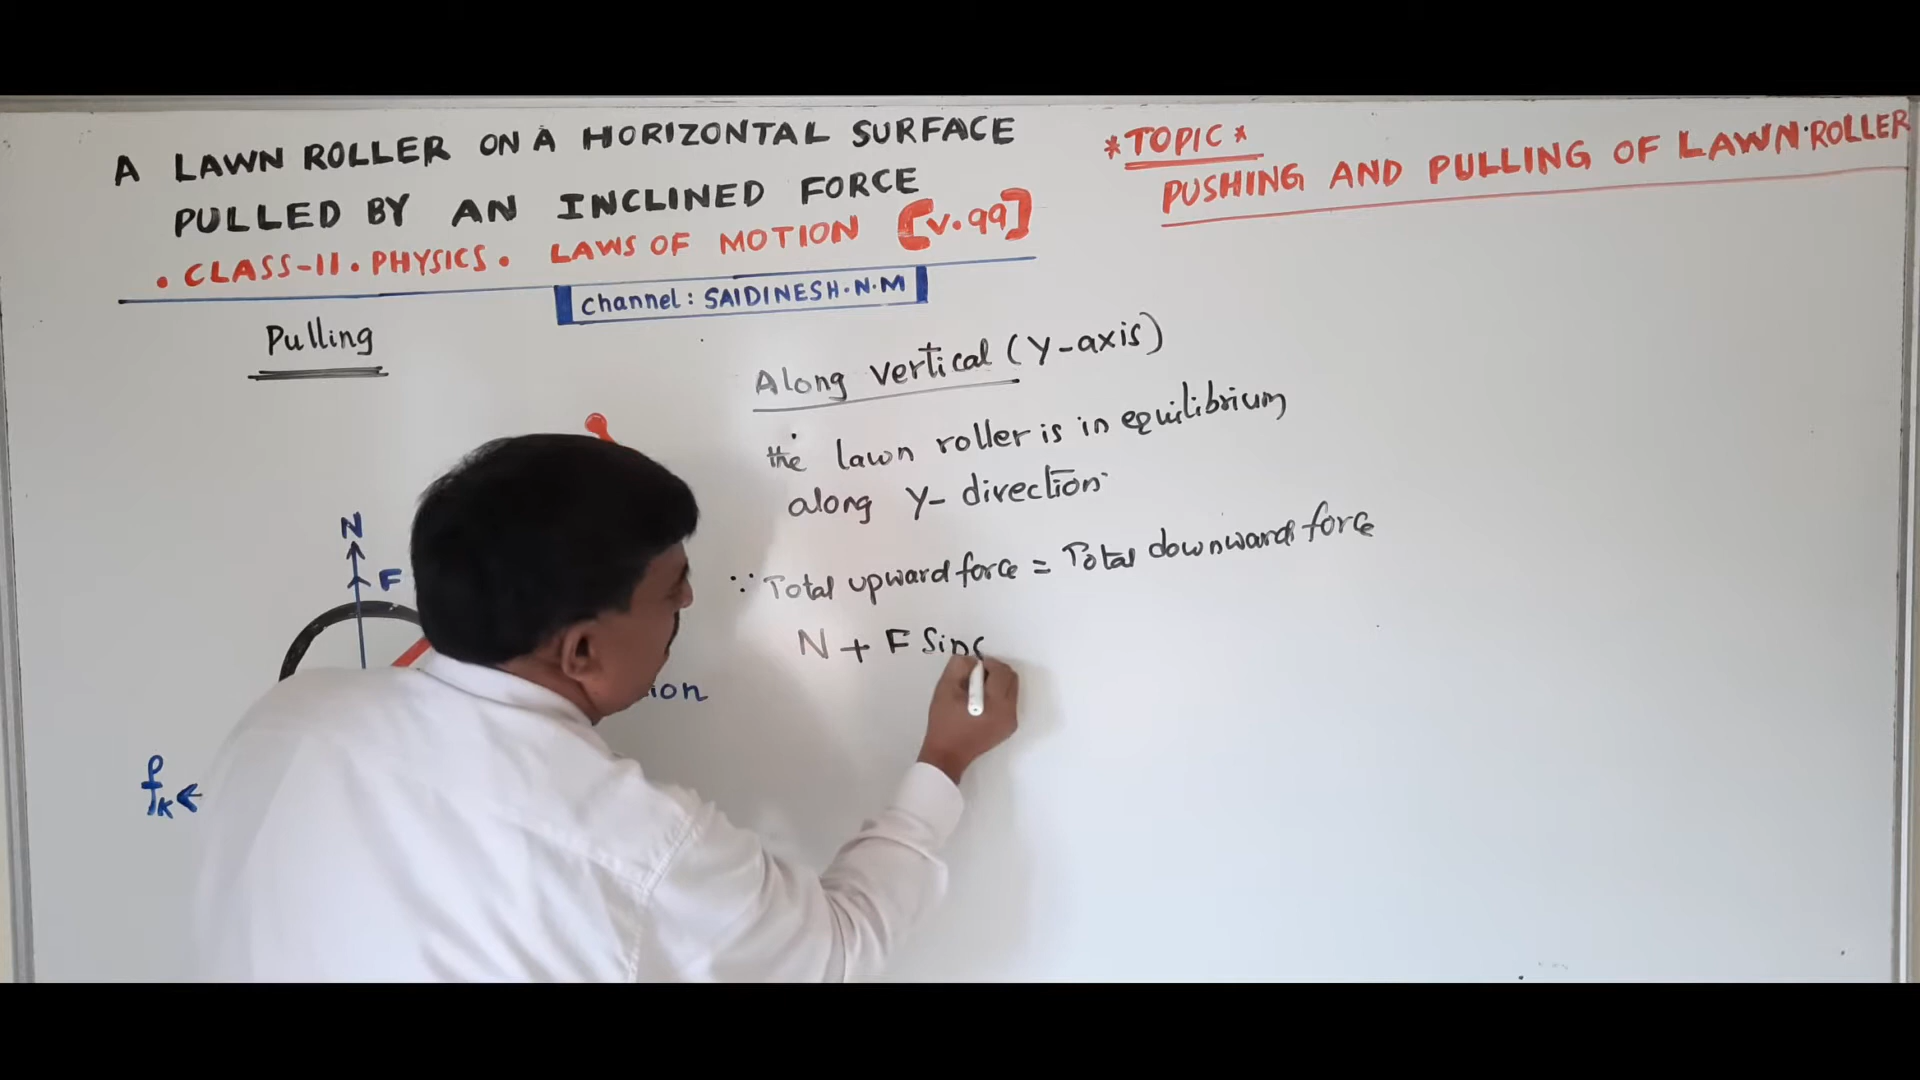 A LAWN ROLLER ON A HORIZONTAL SURFACE
PULLED BY AN INCLINED FORCE
• CLASS-11 • PHYSICS • LAWS OF MOTION [V.99]
Channel: SAIDINESH.N.M
*TOPIC*
PUSHING AND PULLING OF LAWN ROLLER
Pulling
N
F
fK
Along Vertical (Y-axis)
the lawn roller is in equilibrium
along Y-direction
∵ Total upward force = Total downward force
N + F Sin